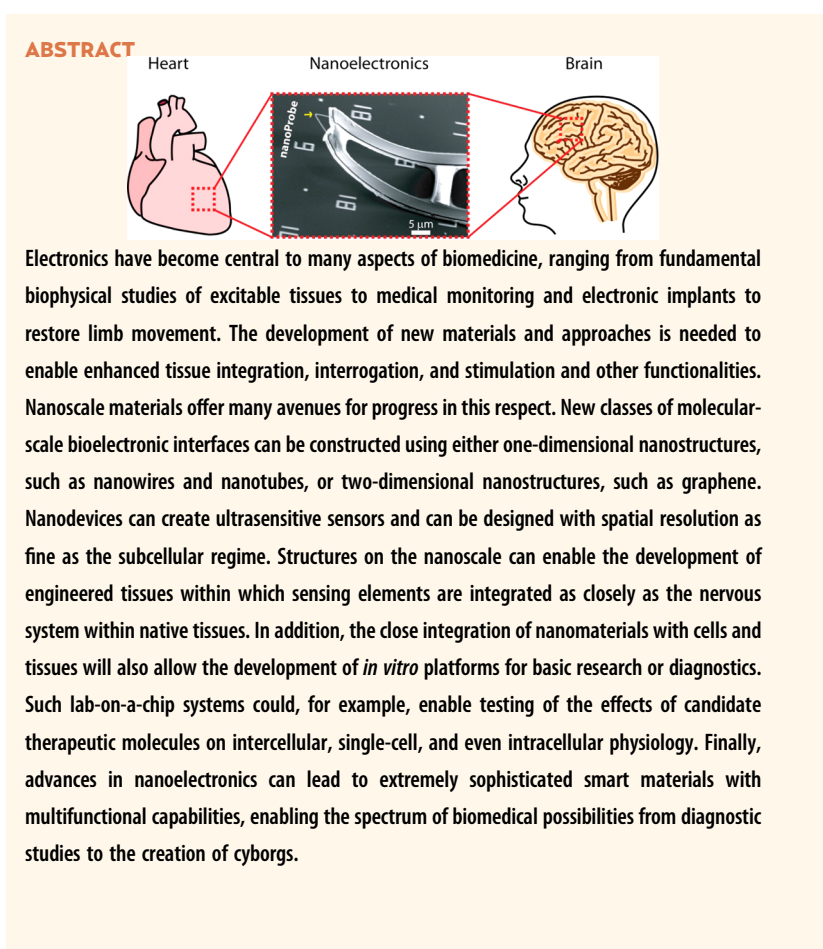 ABSTRACT
Heart Nanoelectronics Brain
nanoProbe
5 µm
Electronics have become central to many aspects of biomedicine, ranging from fundamental
biophysical studies of excitable tissues to medical monitoring and electronic implants to
restore limb movement. The development of new materials and approaches is needed to
enable enhanced tissue integration, interrogation, and stimulation and other functionalities.
Nanoscale materials offer many avenues for progress in this respect. New classes of molecular-
scale bioelectronic interfaces can be constructed using either one-dimensional nanostructures,
such as nanowires and nanotubes, or two-dimensional nanostructures, such as graphene.
Nanodevices can create ultrasensitive sensors and can be designed with spatial resolution as
fine as the subcellular regime. Structures on the nanoscale can enable the development of
engineered tissues within which sensing elements are integrated as closely as the nervous
system within native tissues. In addition, the close integration of nanomaterials with cells and
tissues will also allow the development of in vitro platforms for basic research or diagnostics.
Such lab-on-a-chip systems could, for example, enable testing of the effects of candidate
therapeutic molecules on intercellular, single-cell, and even intracellular physiology. Finally,
advances in nanoelectronics can lead to extremely sophisticated smart materials with
multifunctional capabilities, enabling the spectrum of biomedical possibilities from diagnostic
studies to the creation of cyborgs.